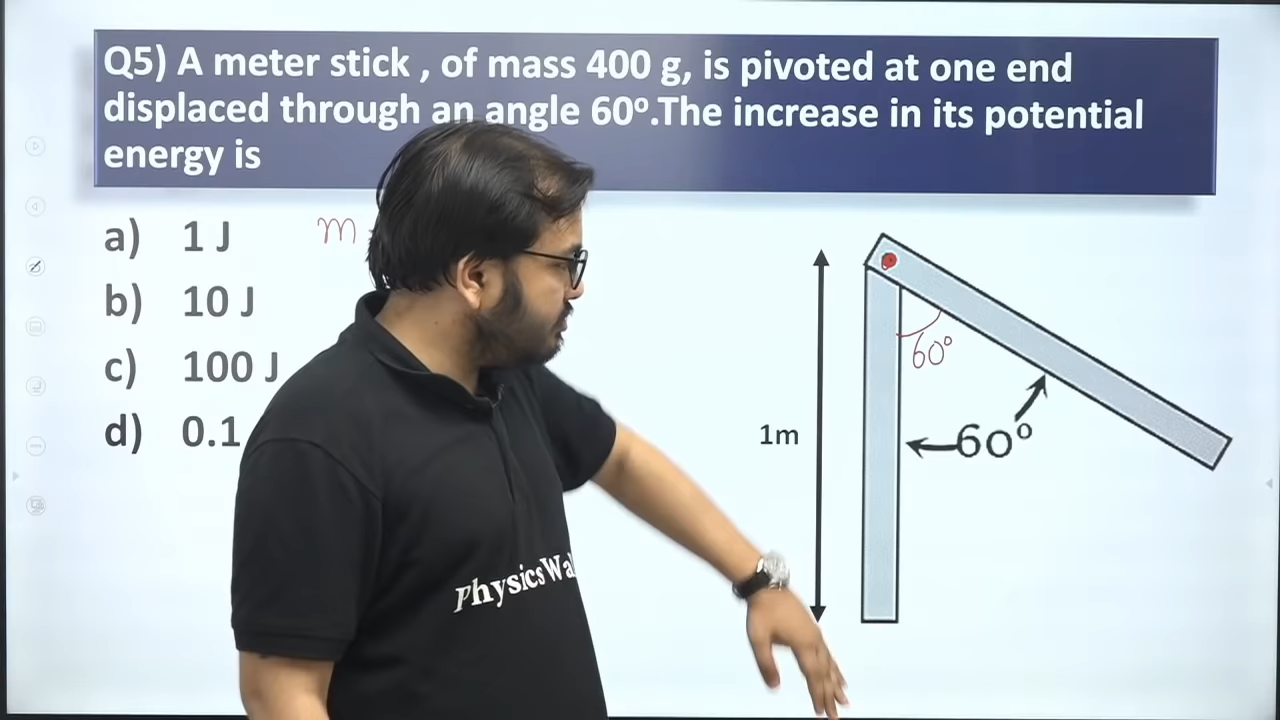 Q5) A meter stick , of mass 400 g, is pivoted at one end
displaced through an angle 60º.The increase in its potential
energy is
a) 1 J
b) 10 J
c) 100 J
d) 0.1
m
60°
1m
60°
PhysicsWa